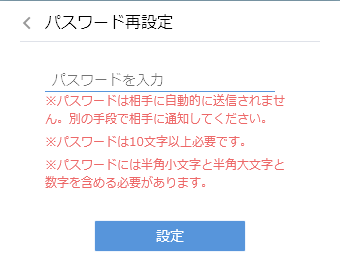 パスワード再設定
パスワードを入力
※パスワードは相手に自動的に送信されませ
ん。別の手段で相手に通知してください。
※パスワードは10文字以上必要です。
※パスワードには半角小文字と半角大文字と
数字を含める必要があります。
設定